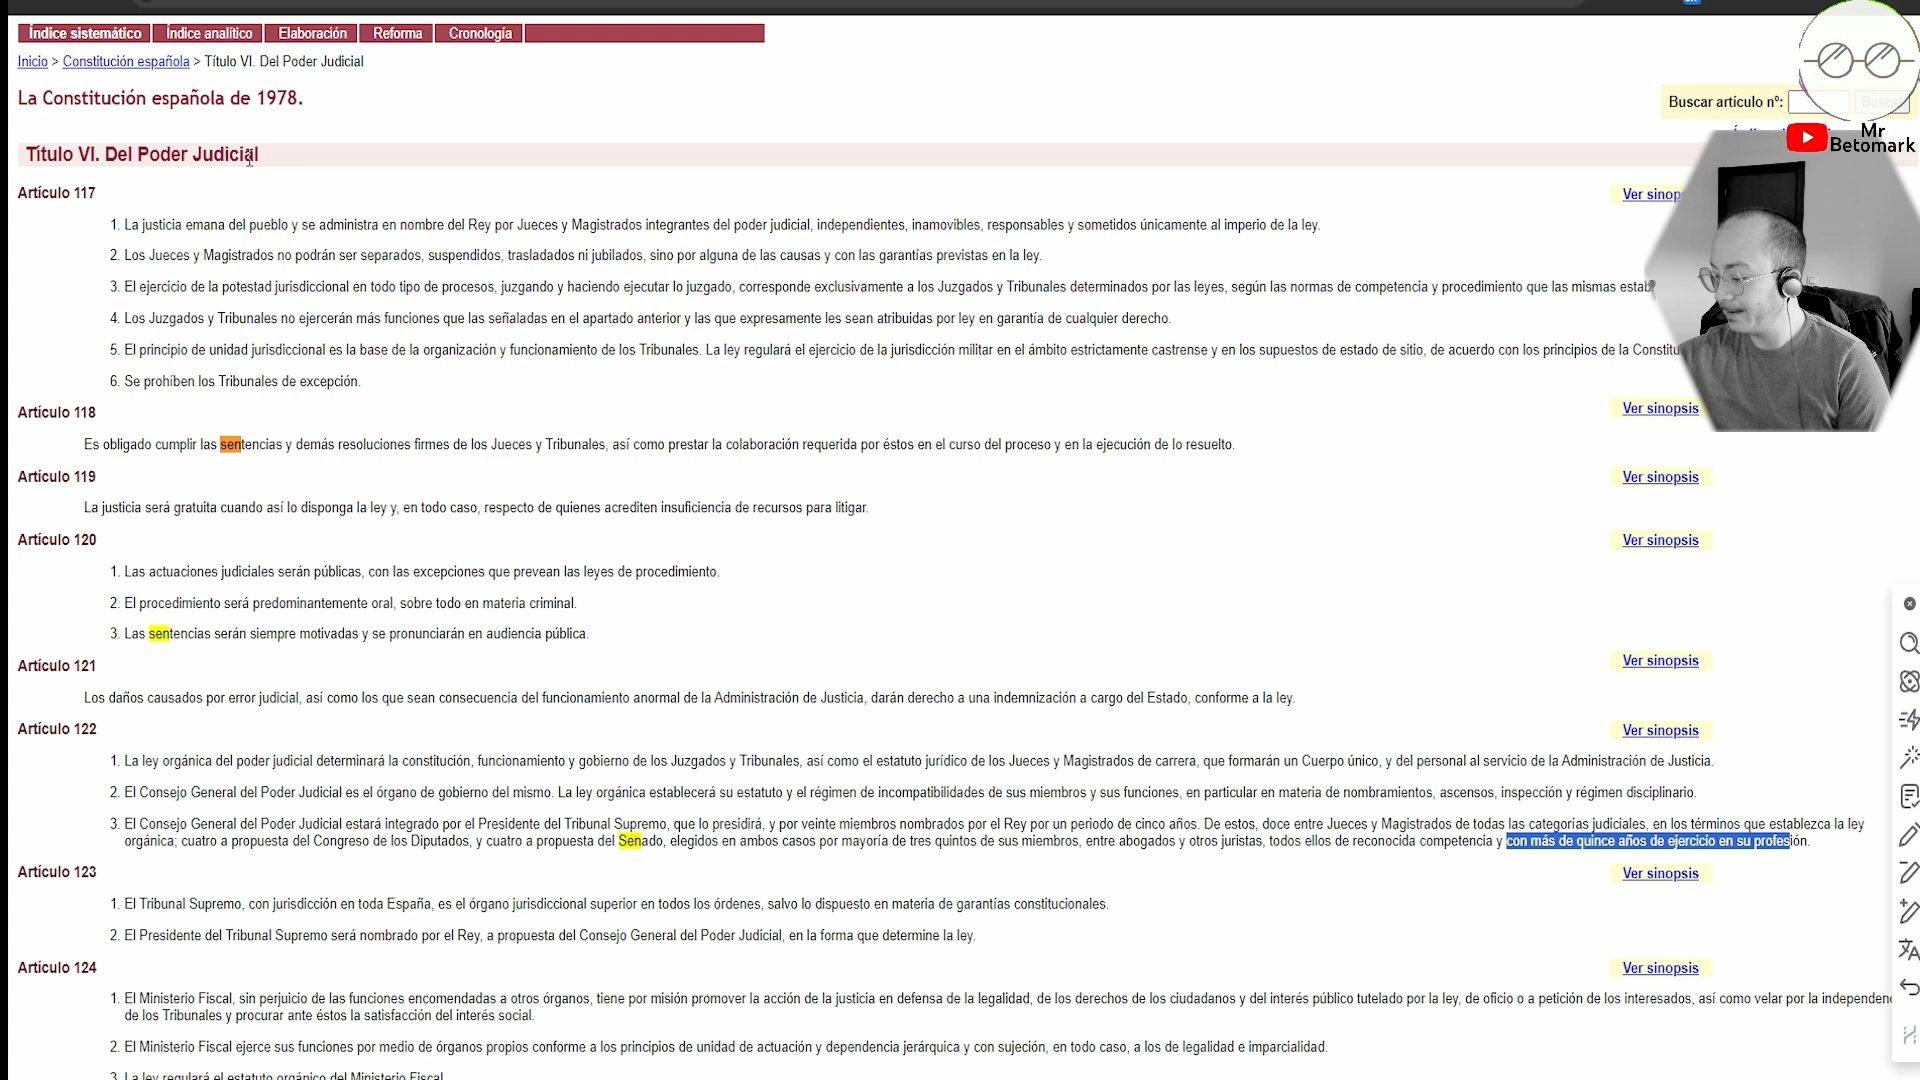 Índice sistemático Índice analítico Elaboración Reforma Cronología
Inicio > Constitución española > Título VI. Del Poder Judicial
La Constitución española de 1978.
Buscar artículo nº:
Mr
Betomark
Título VI. Del Poder Judicial
Artículo 117
Ver
1. La justicia emana del pueblo y se administra en nombre del Rey por Jueces y Magistrados integrantes del poder judicial, independientes, inamovibles, responsables y sometidos únicamente al imperio de la ley.
2. Los Jueces y Magistrados no podrán ser separados, suspendidos, trasladados ni jubilados, sino por alguna de las causas y con las garantías previstas en la ley.
3. El ejercicio de la potestad jurisdiccional en todo tipo de procesos, juzgando y haciendo ejecutar lo juzgado, corresponde exclusivamente a los Juzgados y Tribunales determinados por las leyes, según las normas de competencia y procedimiento que las mismas
4. Los Juzgados y Tribunales no ejercerán más funciones que las señaladas en el apartado anterior y las que expresamente les sean atribuidas por ley en garantía de cualquier derecho.
5. El principio de unidad jurisdiccional es la base de la organización y funcionamiento de los Tribunales. La ley regulará el ejercicio de la jurisdicción militar en el ámbito estrictamente castrense y en los supuestos de estado de sitio, de acuerdo con los principios de la
6. Se prohíben los Tribunales de excepción.
Artículo 118
Ver sinopsis
Es obligado cumplir las sentencias y demás resoluciones firmes de los Jueces y Tribunales, así como prestar la colaboración requerida por éstos en el curso del proceso y en la ejecución de lo resuelto.
Artículo 119
Ver sinopsis
La justicia será gratuita cuando así lo disponga la ley y, en todo caso, respecto de quienes acrediten insuficiencia de recursos para litigar.
Artículo 120
Ver sinopsis
1. Las actuaciones judiciales serán públicas, con las excepciones que prevean las leyes de procedimiento.
2. El procedimiento será predominantemente oral, sobre todo en materia criminal.
3. Las sentencias serán siempre motivadas y se pronunciarán en audiencia pública.
Artículo 121
Ver sinopsis
Los daños causados por error judicial, así como los que sean consecuencia del funcionamiento anormal de la Administración de Justicia, darán derecho a una indemnización a cargo del Estado, conforme a la ley.
Artículo 122
Ver sinopsis
1. La ley orgánica del poder judicial determinará la constitución, funcionamiento y gobierno de los Juzgados y Tribunales, así como el estatuto jurídico de los Jueces y Magistrados de carrera, que formarán un Cuerpo único, y del personal al servicio de la Administración de Justicia.
2. El Consejo General del Poder Judicial es el órgano de gobierno del mismo. La ley orgánica establecerá su estatuto y el régimen de incompatibilidades de sus miembros y sus funciones, en particular en materia de nombramientos, ascensos, inspección y régimen disciplinario.
3. El Consejo General del Poder Judicial estará integrado por el Presidente del Tribunal Supremo, que lo presidirá, y por veinte miembros nombrados por el Rey por un periodo de cinco años. De estos, doce entre Jueces y Magistrados de todas las categorías judiciales, en los términos que establezca la ley
orgánica; cuatro a propuesta del Congreso de los Diputados, y cuatro a propuesta del Senado, elegidos en ambos casos por mayoría de tres quintos de sus miembros, entre abogados y otros juristas, todos ellos de reconocida competencia y con más de quince años de ejercicio en su profesión.
Artículo 123
Ver sinopsis
1. El Tribunal Supremo, con jurisdicción en toda España, es el órgano jurisdiccional superior en todos los órdenes, salvo lo dispuesto en materia de garantías constitucionales.
2. El Presidente del Tribunal Supremo será nombrado por el Rey, a propuesta del Consejo General del Poder Judicial, en la forma que determine la ley.
Artículo 124
Ver sinopsis
1. El Ministerio Fiscal, sin perjuicio de las funciones encomendadas a otros órganos, tiene por misión promover la acción de la justicia en defensa de la legalidad, de los derechos de los ciudadanos y del interés público tutelado por la ley, de oficio o a petición de los interesados, así como velar por la
de los Tribunales y procurar ante éstos la satisfacción del interés social.
2. El Ministerio Fiscal ejerce sus funciones por medio de órganos propios conforme a los principios de unidad de actuación y dependencia jerárquica y con sujeción, en todo caso, a los de legalidad e imparcialidad.
3. La ley regulará el estatuto orgánico del Ministerio Fiscal